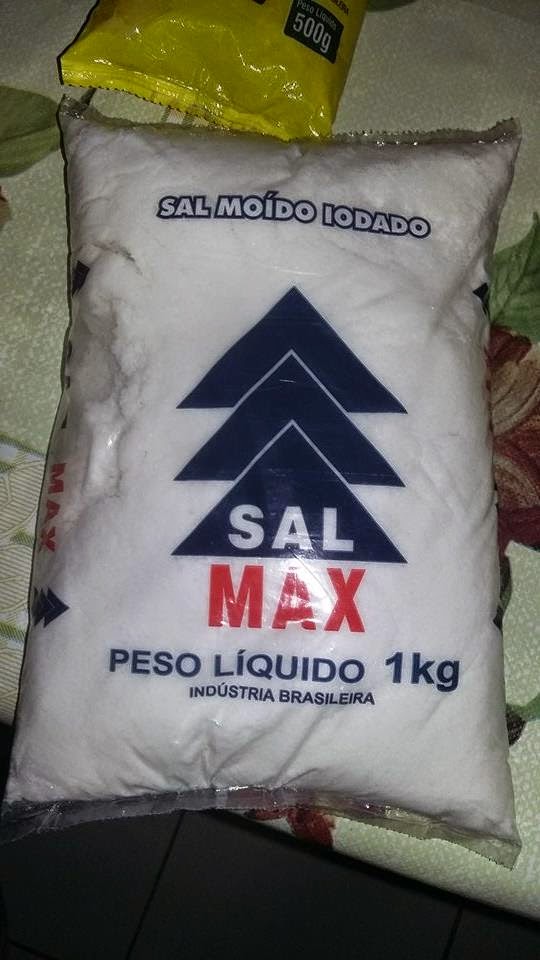 Peso Líquido
500g
SAL MOÍDO IODADO
SAL
MAX
PESO LÍQUIDO 1kg
INDÚSTRIA BRASILEIRA
MAX